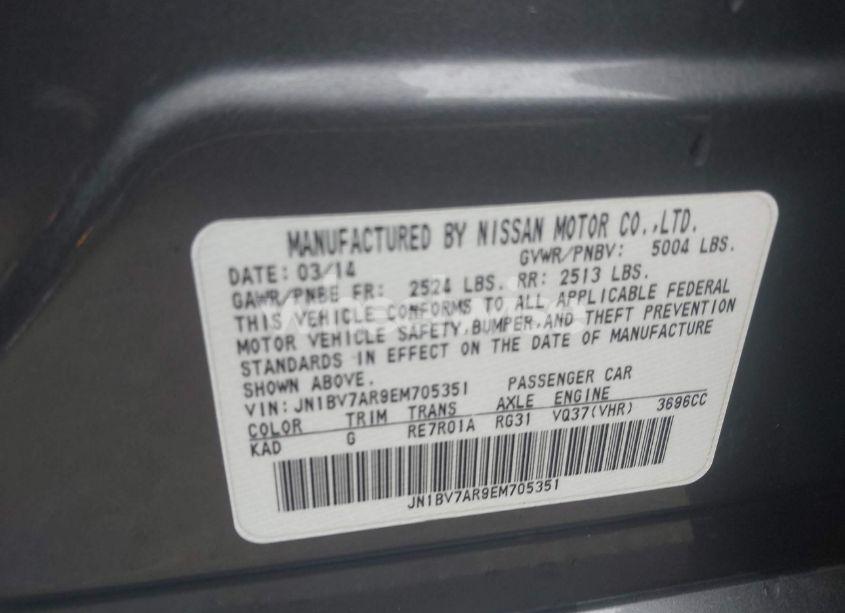 MANUFACTURED BY NISSAN MOTOR CO.,LTD.
DATE: 03/14 GVWR/PNBV: 5004 LBS.
GAWR/PNBE FR: 2524 LBS. RR: 2513 LBS.
THIS VEHICLE CONFORMS TO ALL APPLICABLE FEDERAL
MOTOR VEHICLE SAFETY,BUMPER,AND THEFT PREVENTION
STANDARDS IN EFFECT ON THE DATE OF MANUFACTURE
SHOWN ABOVE.
VIN:JN1BV7AR9EM705351 PASSENGER CAR
COLOR TRIM TRANS AXLE ENGINE
KAD G RE7R01A RG31 VQ37(VHR) 3696CC
JN1BV7AR9EM705351